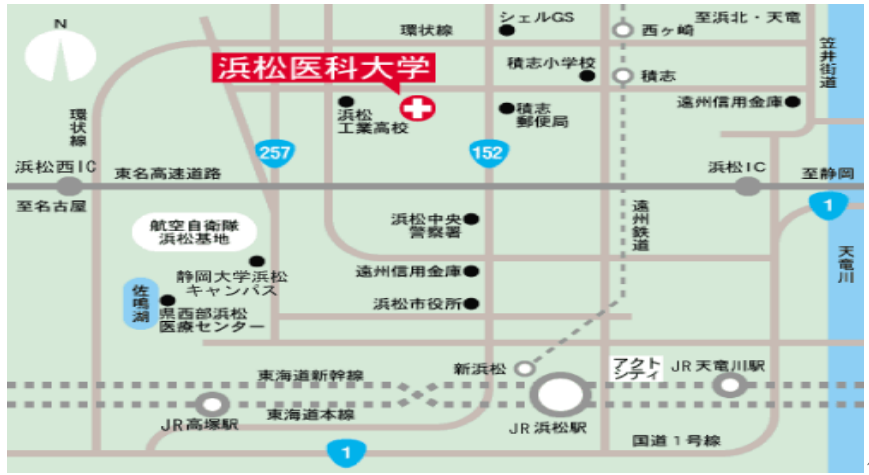 N
シェルGS
至浜北・天竜
環状線
西ヶ崎
笠井街道
浜松医科大学
積志小学校
積志
浜松
工業高校
積志
郵便局
遠州信用金庫
環状線
257
152
浜松西IC
東名高速道路
浜松IC
至静岡
至名古屋
1
航空自衛隊
浜松基地
浜松中央
警察署
遠州鉄道
天竜川
静岡大学浜松
キャンパス
遠州信用金庫
佐鳴湖
県西部浜松
医療センター
浜松市役所
新浜松
アクト
シティ
JR天竜川駅
東海道新幹線
東海道本線
JR高塚駅
JR浜松駅
国道1号線
1